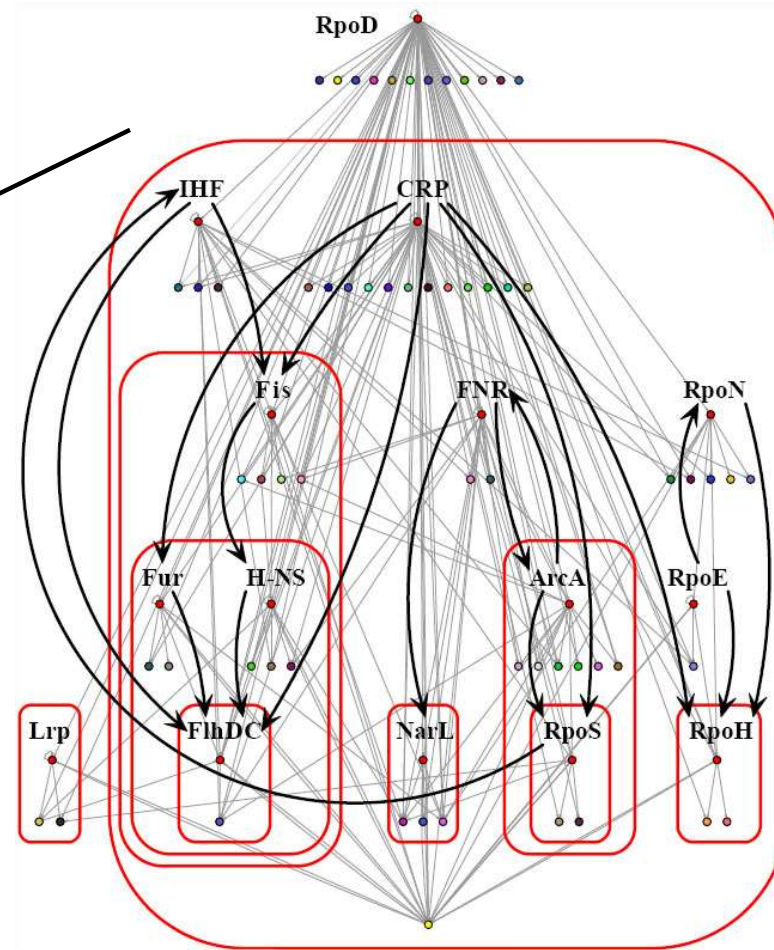 RpoD
IHF CRP
Fis FNR RpoN
Fur H-NS ArcA RpoE
Lrp FlhDC NarL RpoS RpoH